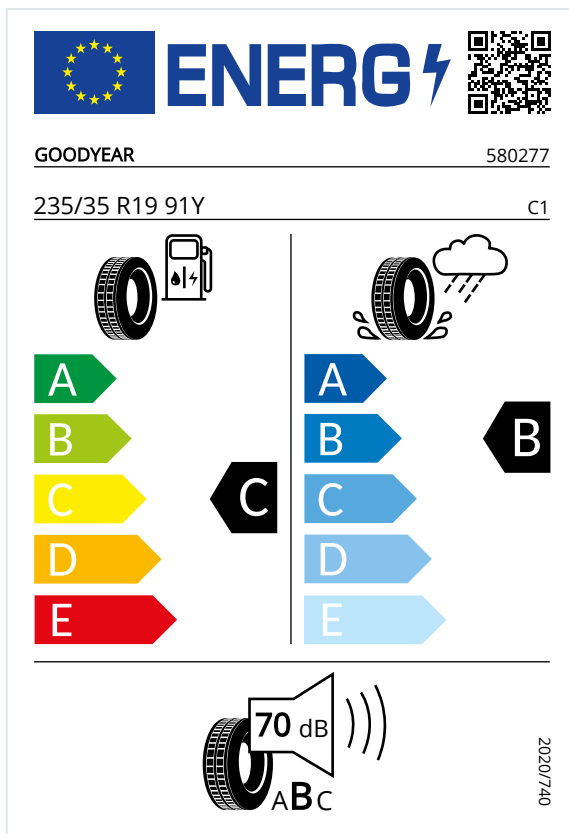 ENERG
GOODYEAR 580277
235/35 R19 91Y C1
A A
B B B
C C C
D D
E E
70 dB
ABC
2020/740